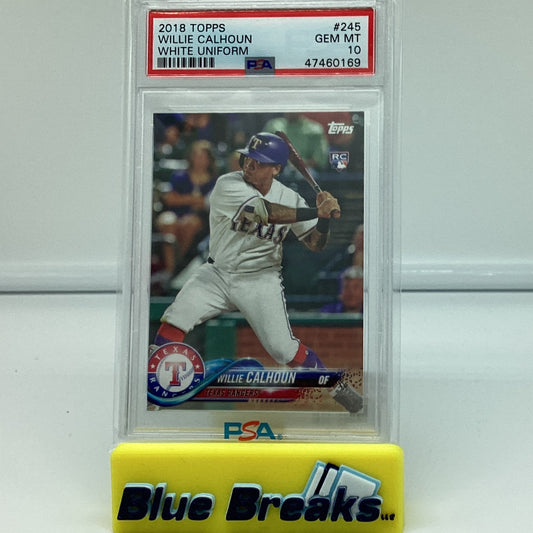 2018 TOPPS #245
WILLIE CALHOUN GEM MT
WHITE UNIFORM 10
PSA 47460169
Topps
RC
T
TEXAS
TEXAS
RANGERS
T
WILLIE CALHOUN OF
TEXAS RANGERS
PSA
Blue Breaks LLC